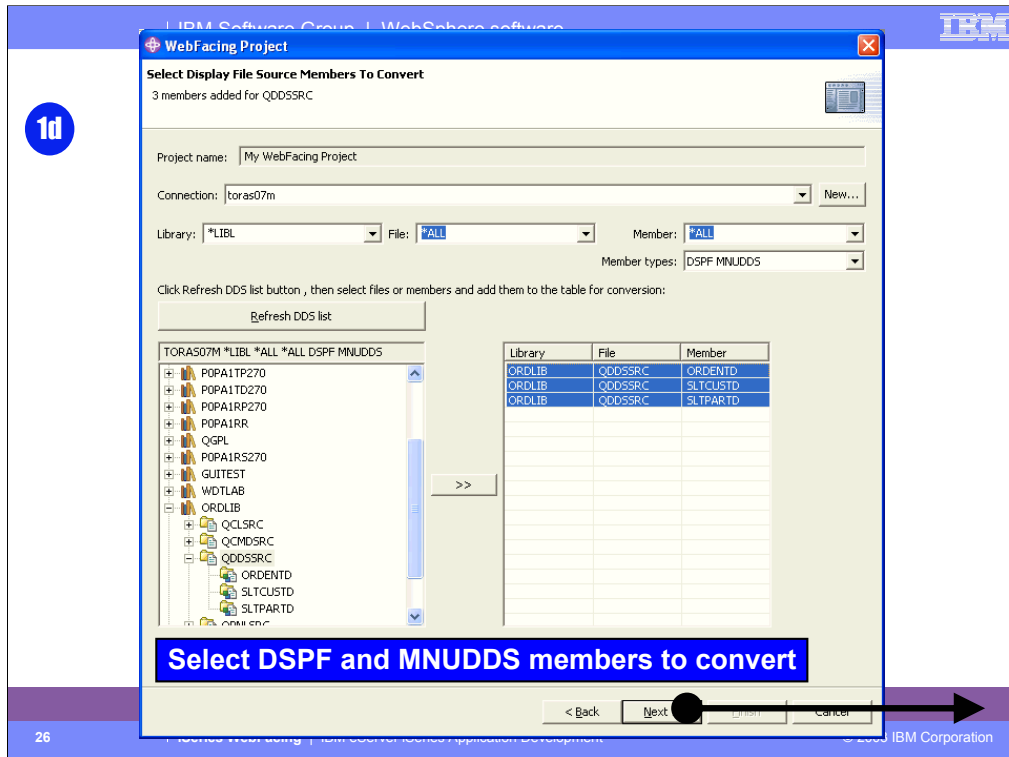 | IBM Software Group | WebSphere software
IBM
WebFacing Project
Select Display File Source Members To Convert
3 members added for QDDSSRC
1d
Project name: My WebFacing Project
Connection: toras07m New...
Library: *LIBL File: *ALL Member: *ALL
Member types: DSPF MNUDDS
Click Refresh DDS list button , then select files or members and add them to the table for conversion:
Refresh DDS list
TORAS07M *LIBL *ALL *ALL DSPF MNUDDS
P0PA1TP270
P0PA1TD270
P0PA1RP270
P0PA1RR
QGPL
P0PA1RS270
GUITEST
WDTLAB
ORDLIB
QCLSRC
QCMDSRC
QDDSSRC
ORDENTD
SLTCUSTD
SLTPARTD
>>
Library File Member
ORDLIB QDDSSRC ORDENTD
ORDLIB QDDSSRC SLTCUSTD
ORDLIB QDDSSRC SLTPARTD
Select DSPF and MNUDDS members to convert
< Back Next Cancel
26 | iSeries WebFacing | IBM eServer iSeries Application Development © IBM Corporation